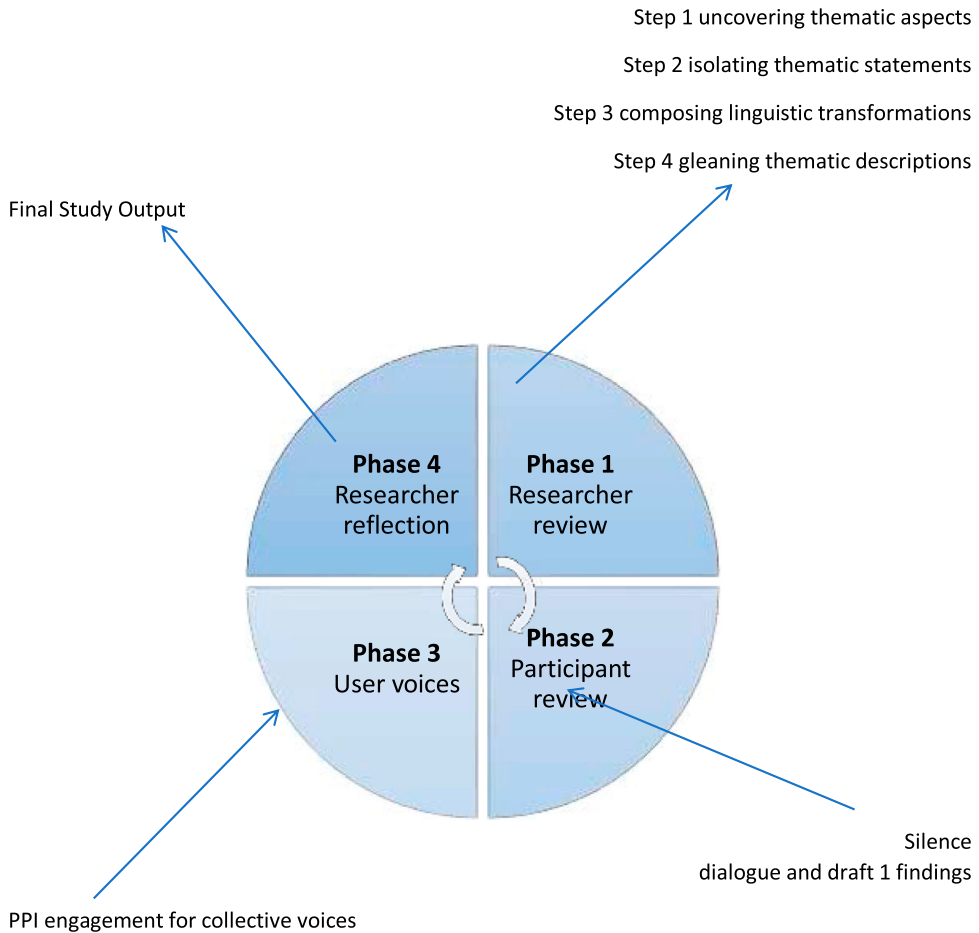 Step 1 uncovering thematic aspects
Step 2 isolating thematic statements
Step 3 composing linguistic transformations
Step 4 gleaning thematic descriptions
Final Study Output
Phase 4
Researcher
reflection
Phase 1
Researcher
review
Phase 3
User voices
Phase 2
Participant
review
Silence
dialogue and draft 1 findings
PPI engagement for collective voices